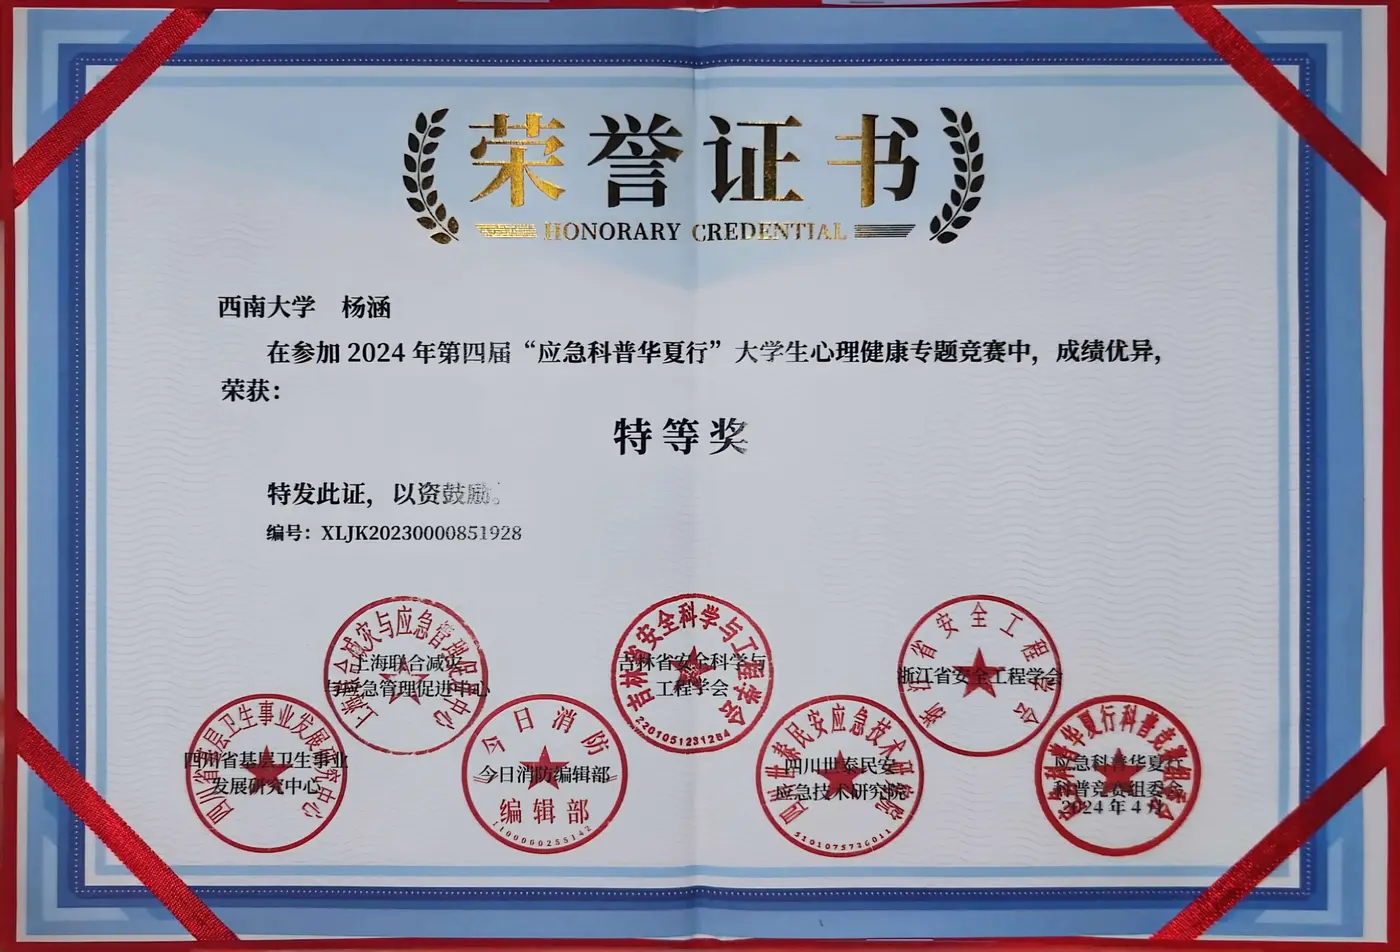 荣誉证书
HONORARY CREDENTIAL
西南大学 杨涵
在参加 2024 年第四届“应急科普华夏行”大学生心理健康专题竞赛中，成绩优异，
荣获：
特等奖
特发此证，以资鼓励。
编号：XLJK20230000851928
上海联合减灾与应急管理促进中心
上海联合减灾
与应急管理促进中心
吉林省安全科学与工程学会
吉林省安全科学与
工程学会
2201051231284
浙江省安全工程学会
浙江省安全工程学会
四川省基层卫生事业发展研究中心
四川省基层卫生事业
发展研究中心
今日消防
今日消防编辑部
编辑部
1100000255142
四川世泰民安应急技术研究院
四川世泰民安
应急技术研究院
5101075726011
应急科普华夏行科普竞赛组委会
应急科普华夏行
科普竞赛组委会
2024 年 4 月